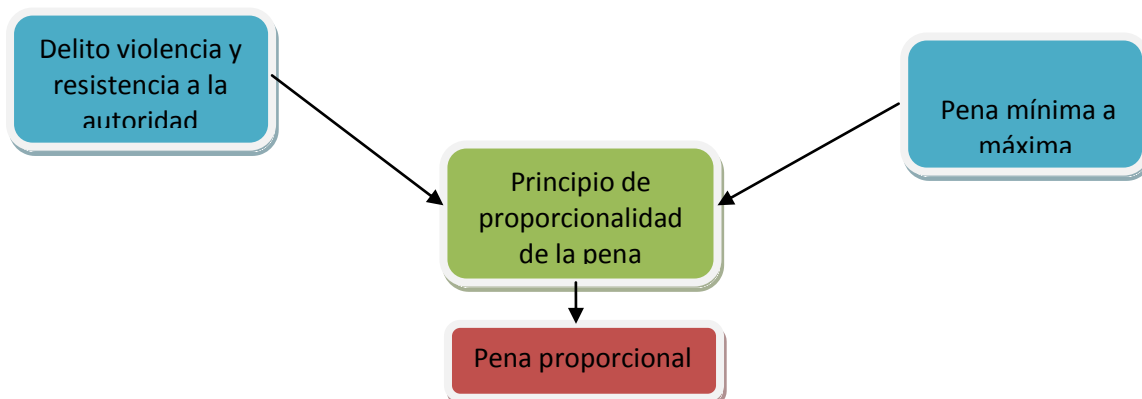 Delito violencia y
resistencia a la
autoridad
Pena mínima a
máxima
Principio de
proporcionalidad
de la pena
Pena proporcional